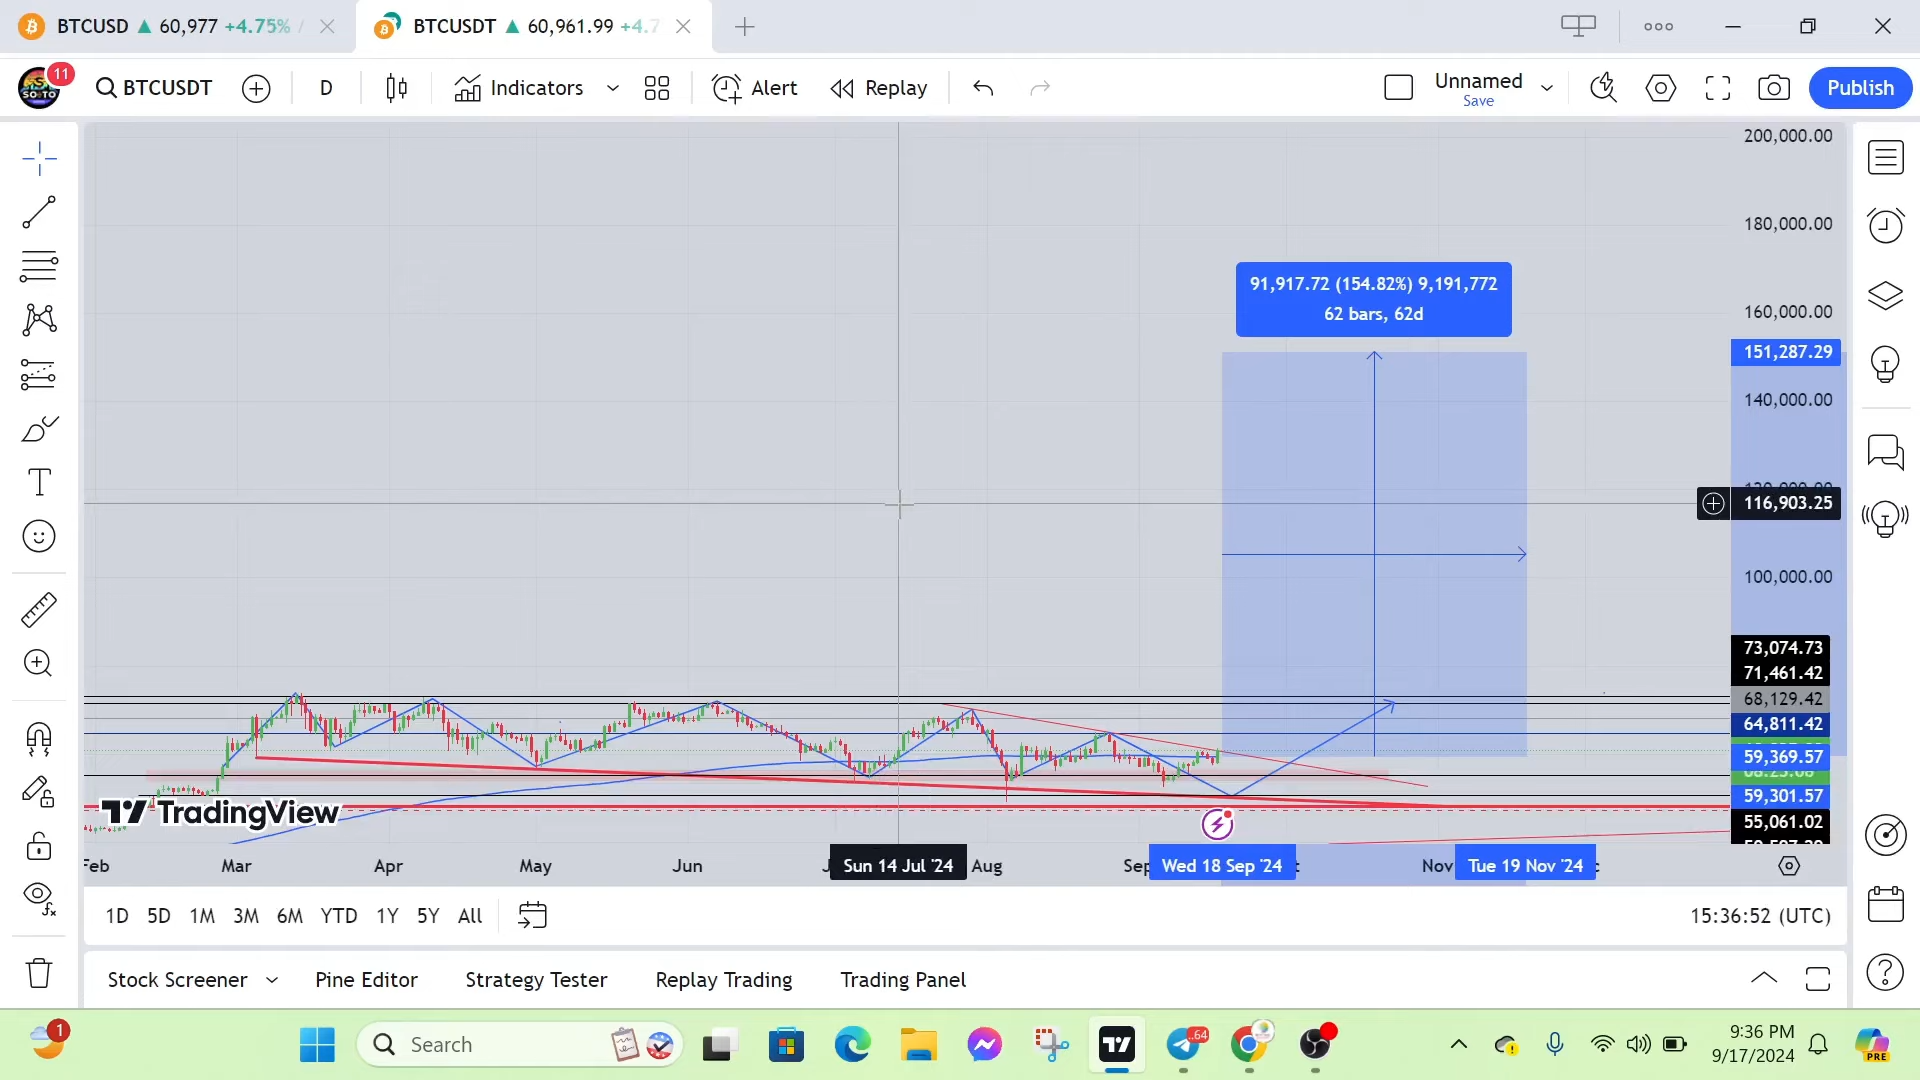 BTCUSD 60,977 +4.75% /
BTCUSDT 60,961.99 +4.7
11
SOTO
BTCUSDT
D
Indicators
Alert
Replay
Unnamed
Save
Publish
200,000.00
180,000.00
160,000.00
140,000.00
100,000.00
91,917.72 (154.82%) 9,191,772
62 bars, 62d
151,287.29
116,903.25
73,074.73
71,461.42
68,129.42
64,811.42
59,369.57
59,301.57
55,061.02
TradingView
Feb Mar Apr May Jun Sun 14 Jul '24 Aug Sep Wed 18 Sep '24 Nov Tue 19 Nov '24
1D 5D 1M 3M 6M YTD 1Y 5Y All
15:36:52 (UTC)
Stock Screener Pine Editor Strategy Tester Replay Trading Trading Panel
1
Search
64
9:36 PM
9/17/2024
PRE